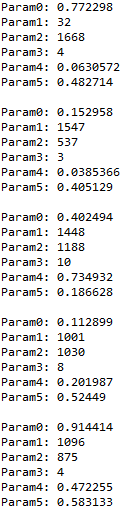 Param0: 0.772298
Param1: 32
Param2: 1668
Param3: 4
Param4: 0.0630572
Param5: 0.482714

Param0: 0.152958
Param1: 1547
Param2: 537
Param3: 3
Param4: 0.0385366
Param5: 0.405129

Param0: 0.402494
Param1: 1448
Param2: 1188
Param3: 10
Param4: 0.734932
Param5: 0.186628

Param0: 0.112899
Param1: 1001
Param2: 1030
Param3: 8
Param4: 0.201987
Param5: 0.52449

Param0: 0.914414
Param1: 1096
Param2: 875
Param3: 4
Param4: 0.472255
Param5: 0.583133